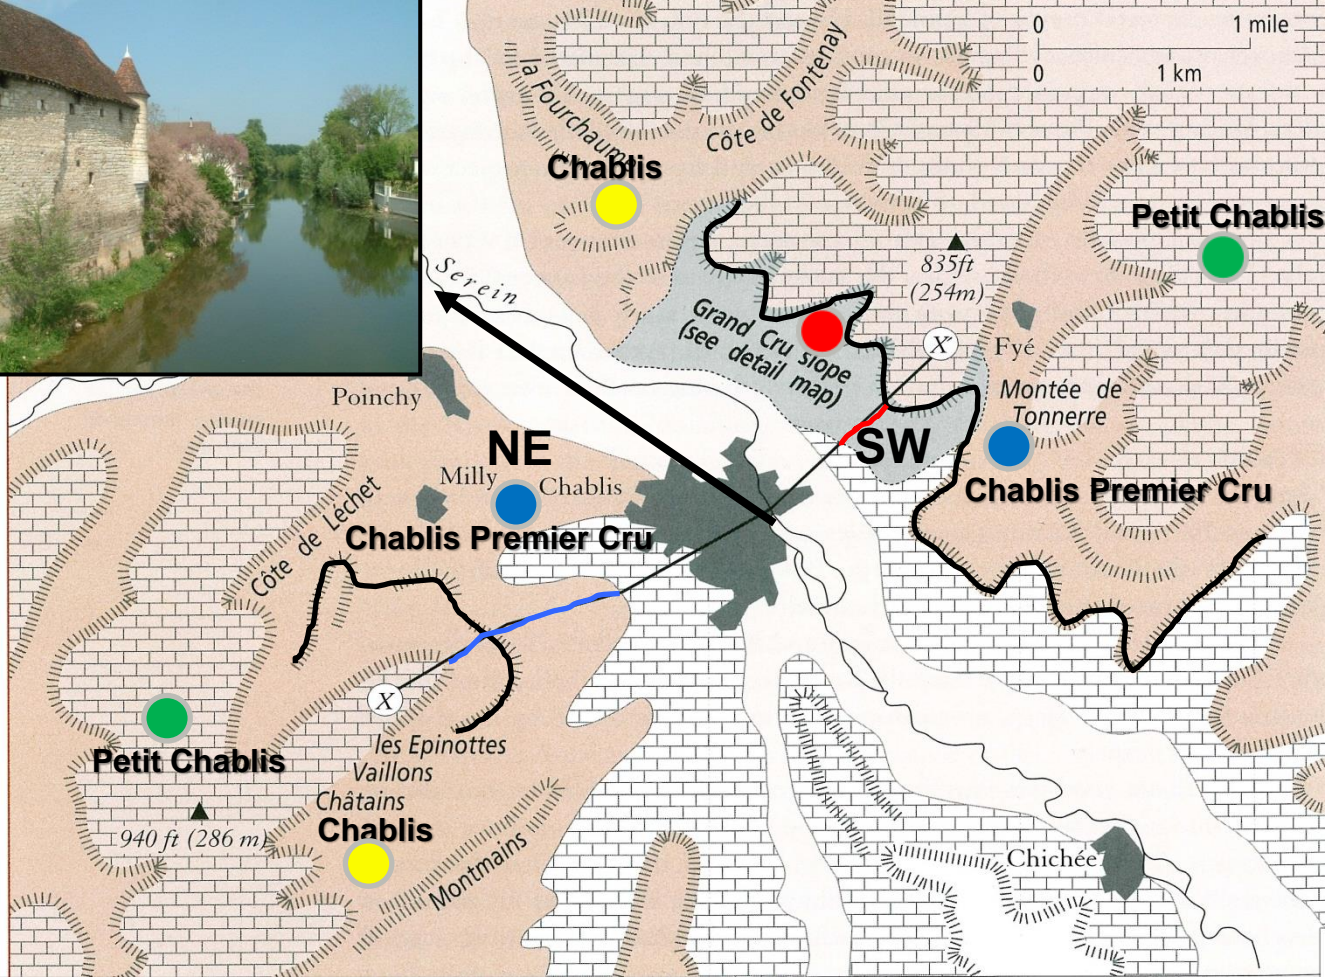 0 1 mile
0 1 km
la Fourchaume
Côte de Fontenay
Chablis
Petit Chablis
835ft
(254m)
Serein
Grand Cru slope
(see detail map)
X'
Fyé
Montée de
Tonnerre
Poinchy
NE
SW
Milly
Chablis
Chablis Premier Cru
Chablis Premier Cru
Côte de Léchet
X
les Epinottes
Vaillons
Châtains
Petit Chablis
Chablis
940 ft (286 m)
Montmains
Chichée